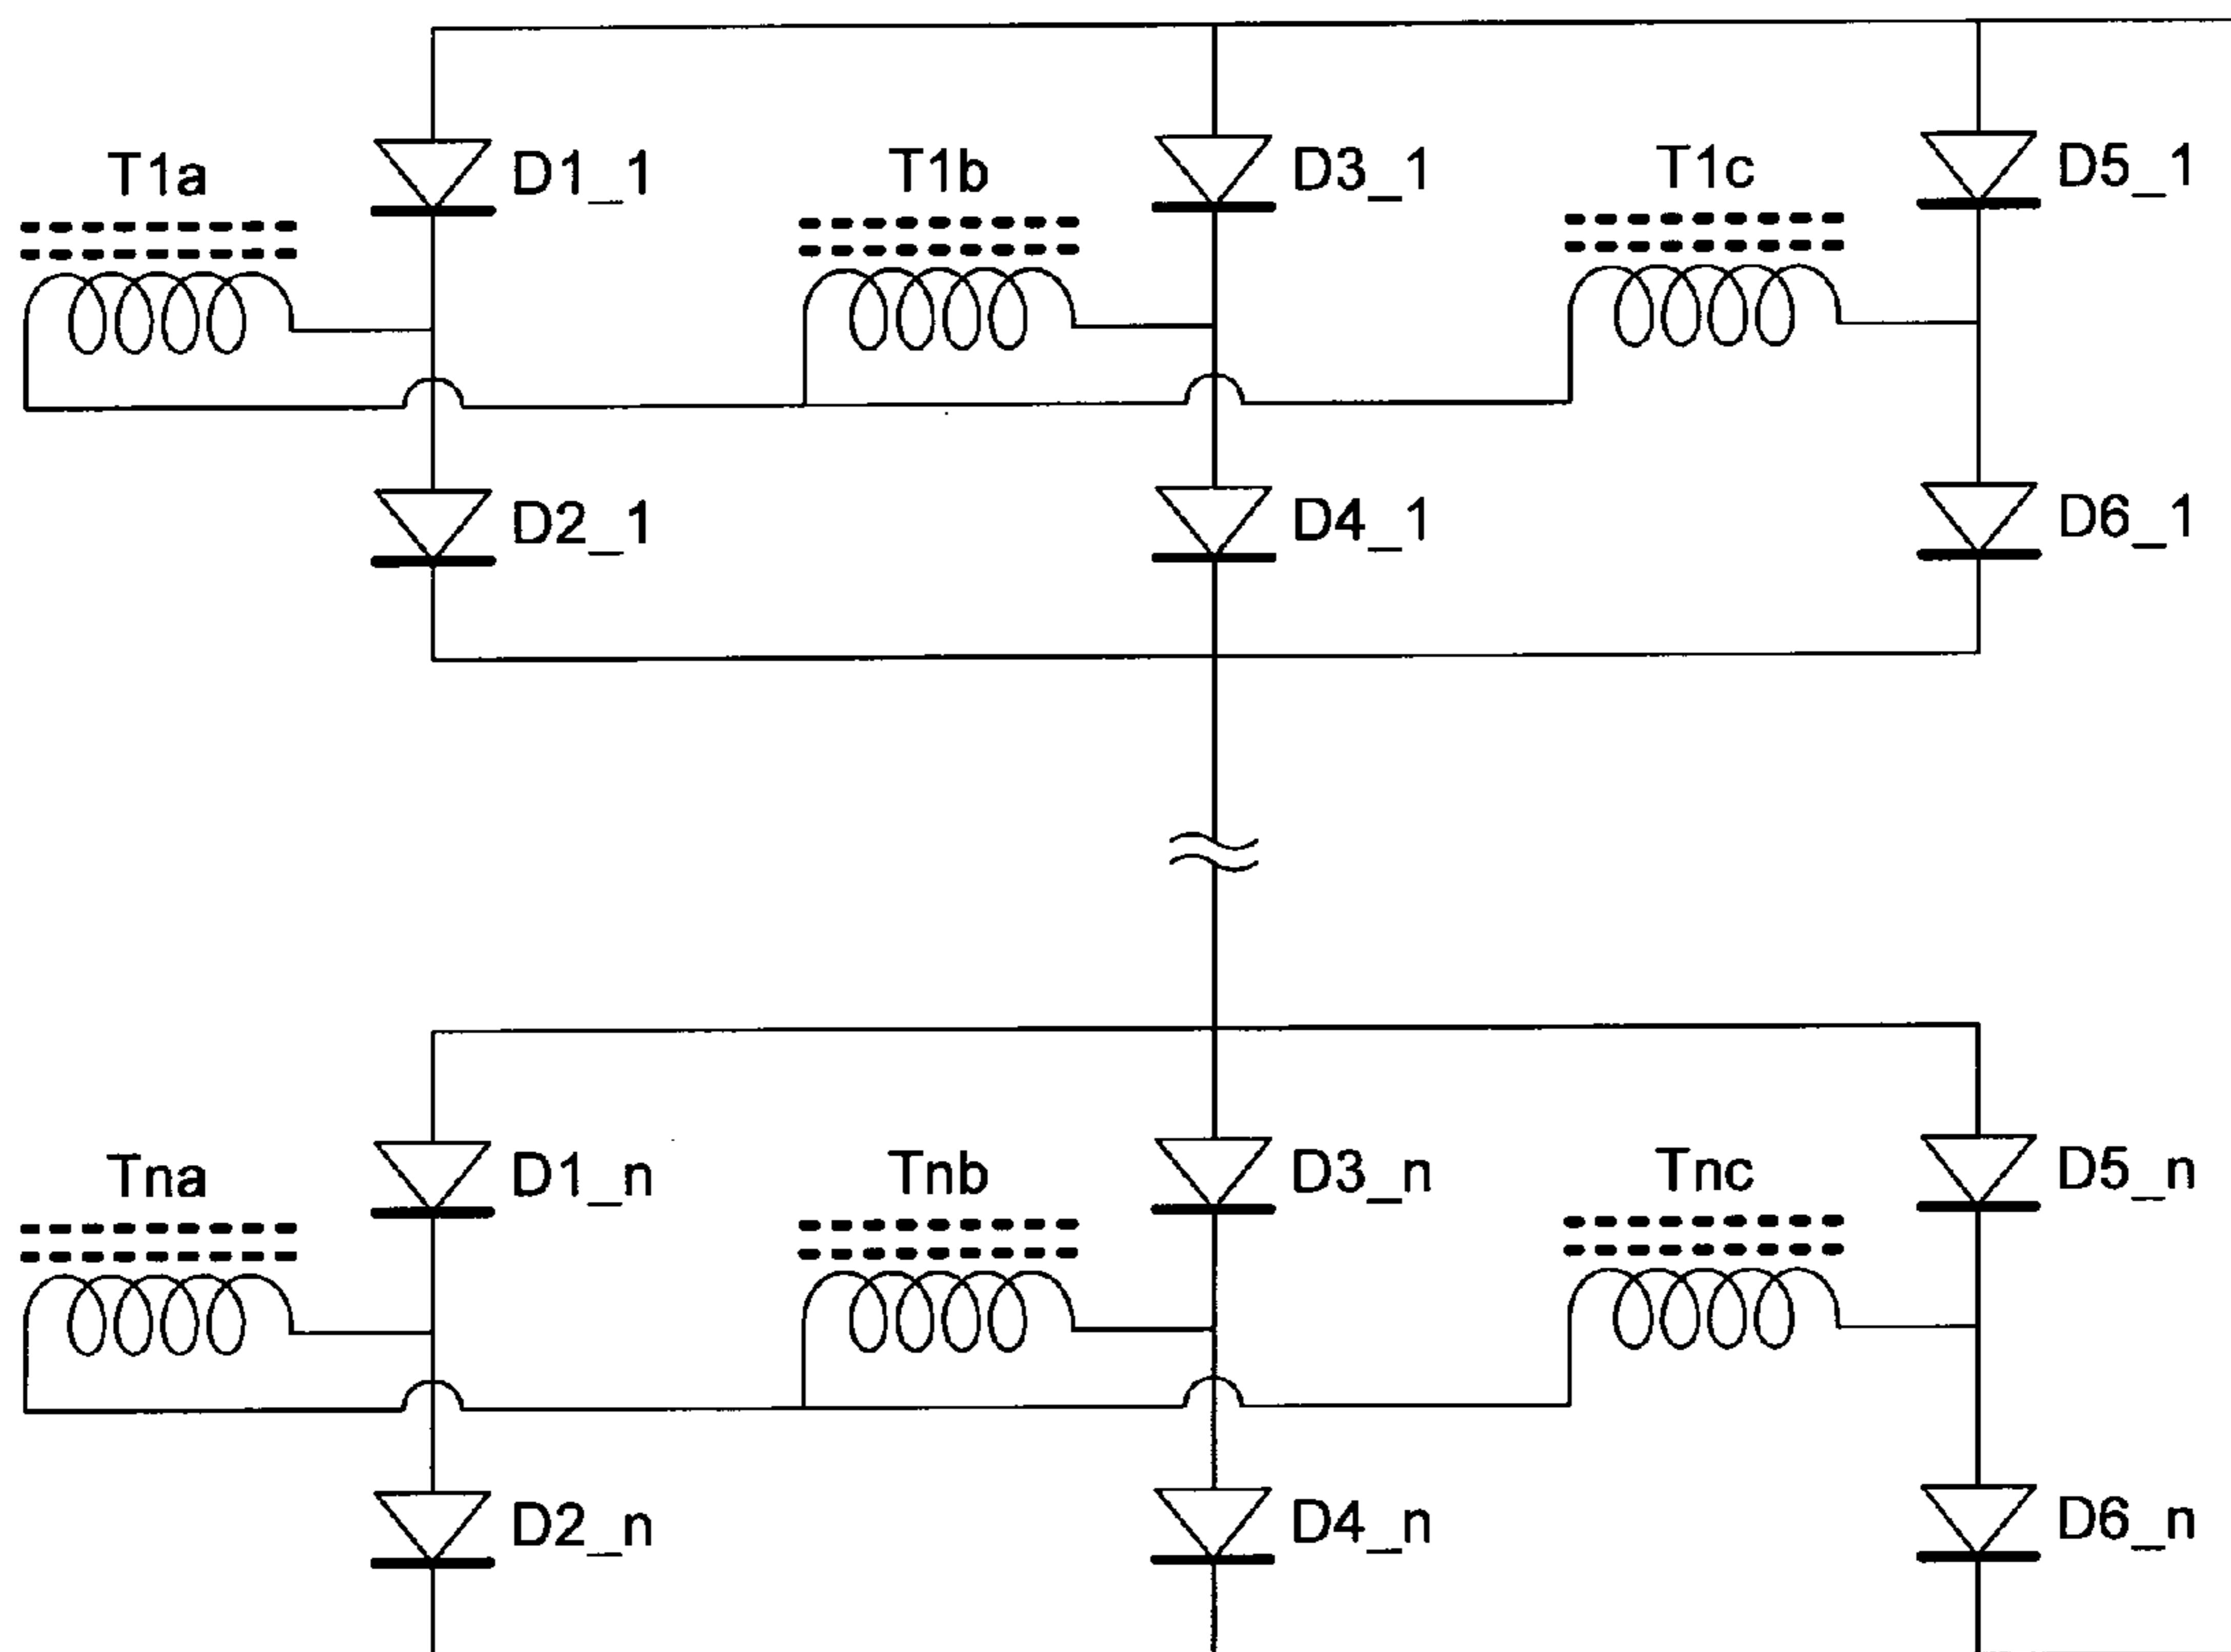 T1a D1_1 T1b D3_1 T1c D5_1
D2_1 D4_1 D6_1
Tna D1_n Tnb D3_n Tnc D5_n
D2_n D4_n D6_n